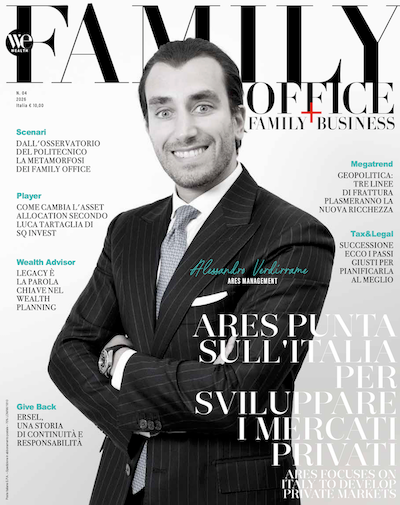 we
WEALTH
FAMILY
OFFICE
FAMILY+BUSINESS
N. 04
2026
Italia € 10,00
Scenari
DALL'OSSERVATORIO
DEL POLITECNICO
LA METAMORFOSI
DEI FAMILY OFFICE
Player
COME CAMBIA L'ASSET
ALLOCATION SECONDO
LUCA TARTAGLIA DI
SQ INVEST
Wealth Advisor
LEGACY È
LA PAROLA
CHIAVE NEL
WEALTH
PLANNING
Give Back
ERSEL,
UNA STORIA
DI CONTINUITÀ E
RESPONSABILITÀ
Megatrend
GEOPOLITICA:
TRE LINEE
DI FRATTURA
PLASMERANNO LA
NUOVA RICCHEZZA
Tax&Legal
SUCCESSIONE
ECCO I PASSI
GIUSTI PER
PIANIFICARLA
AL MEGLIO
Alessandro Verdirrame
ARES MANAGEMENT
ARES PUNTA
SULL'ITALIA
PER
SVILUPPARE
I MERCATI
PRIVATI
ARES FOCUSES ON
ITALY TO DEVELOP
PRIVATE MARKETS